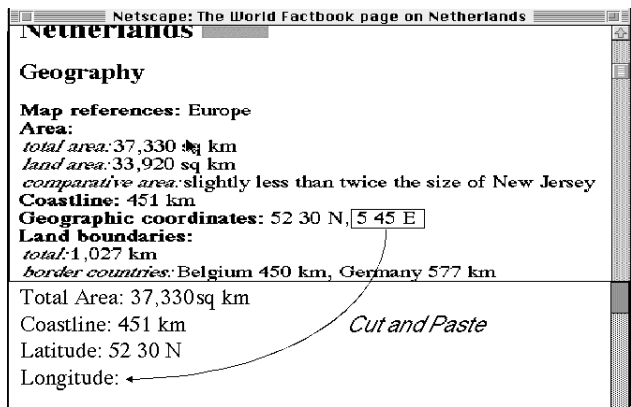 Netscape: The World Factbook page on Netherlands
Netherlands
Geography
Map references: Europe
Area:
total area: 37,330 sq km
land area: 33,920 sq km
comparative area: slightly less than twice the size of New Jersey
Coastline: 451 km
Geographic coordinates: 52 30 N, 5 45 E
Land boundaries:
total: 1,027 km
border countries: Belgium 450 km, Germany 577 km
Total Area: 37,330sq km
Coastline: 451 km
Cut and Paste
Latitude: 52 30 N
Longitude: